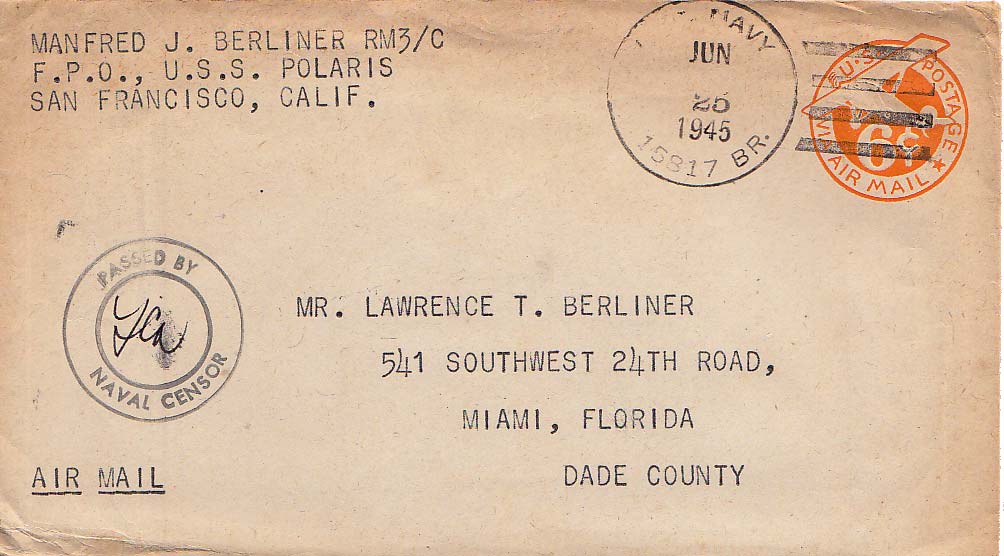 MANFRED J. BERLINER RM3/C
F.P.O., U.S.S. POLARIS
SAN FRANCISCO, CALIF.
NAVY
JUN
25
1945
15817 BR.
U.S. POSTAGE
6¢
VIA AIR MAIL
PASSED BY
NAVAL CENSOR
MR. LAWRENCE T. BERLINER
541 SOUTHWEST 24TH ROAD,
MIAMI, FLORIDA
DADE COUNTY
AIR MAIL